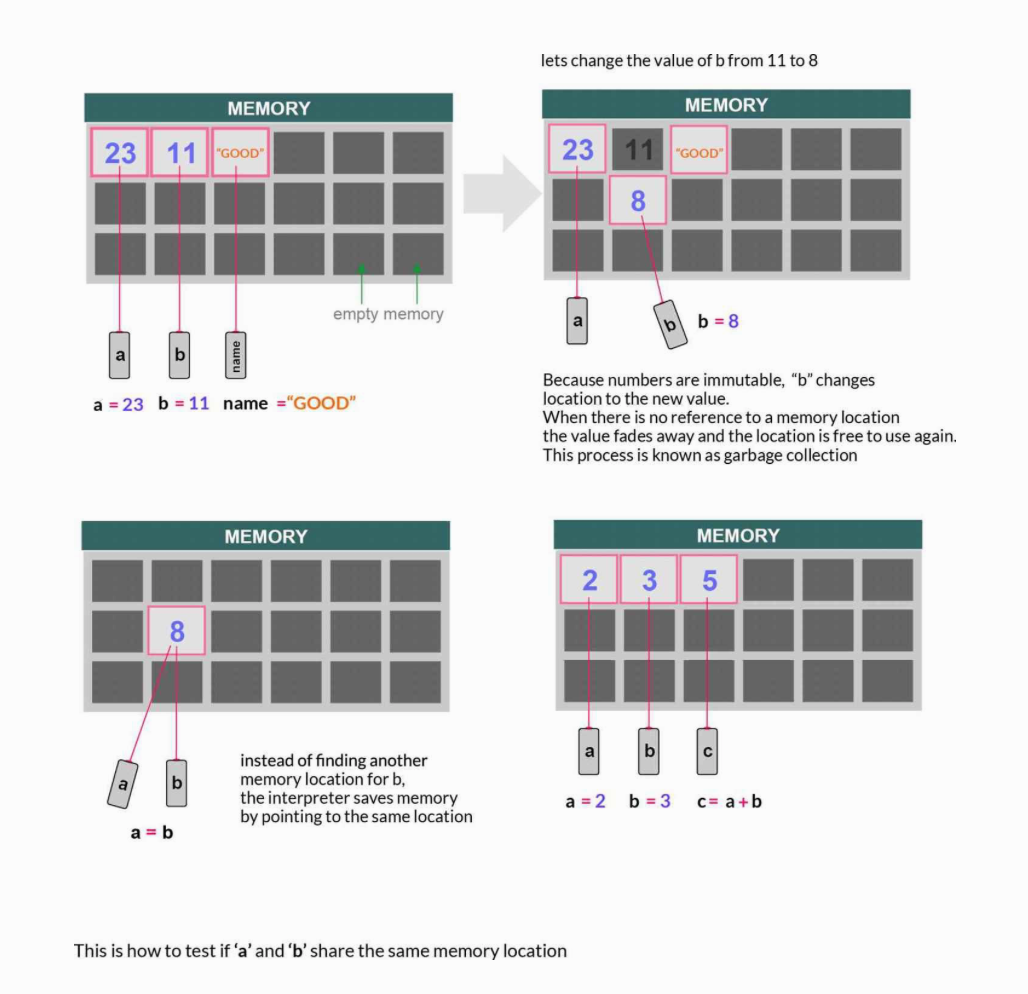 lets change the value of b from 11 to 8
MEMORY
23 11 "GOOD"
empty memory
a b name
a = 23 b = 11 name ="GOOD"
MEMORY
23 11 "GOOD"
8
a b b = 8
Because numbers are immutable, “b” changes
location to the new value.
When there is no reference to a memory location
the value fades away and the location is free to use again.
This process is known as garbage collection
MEMORY
8
a b
a = b
instead of finding another
memory location for b,
the interpreter saves memory
by pointing to the same location
MEMORY
2 3 5
a b c
a = 2 b = 3 c= a + b
This is how to test if ‘a’ and ‘b’ share the same memory location